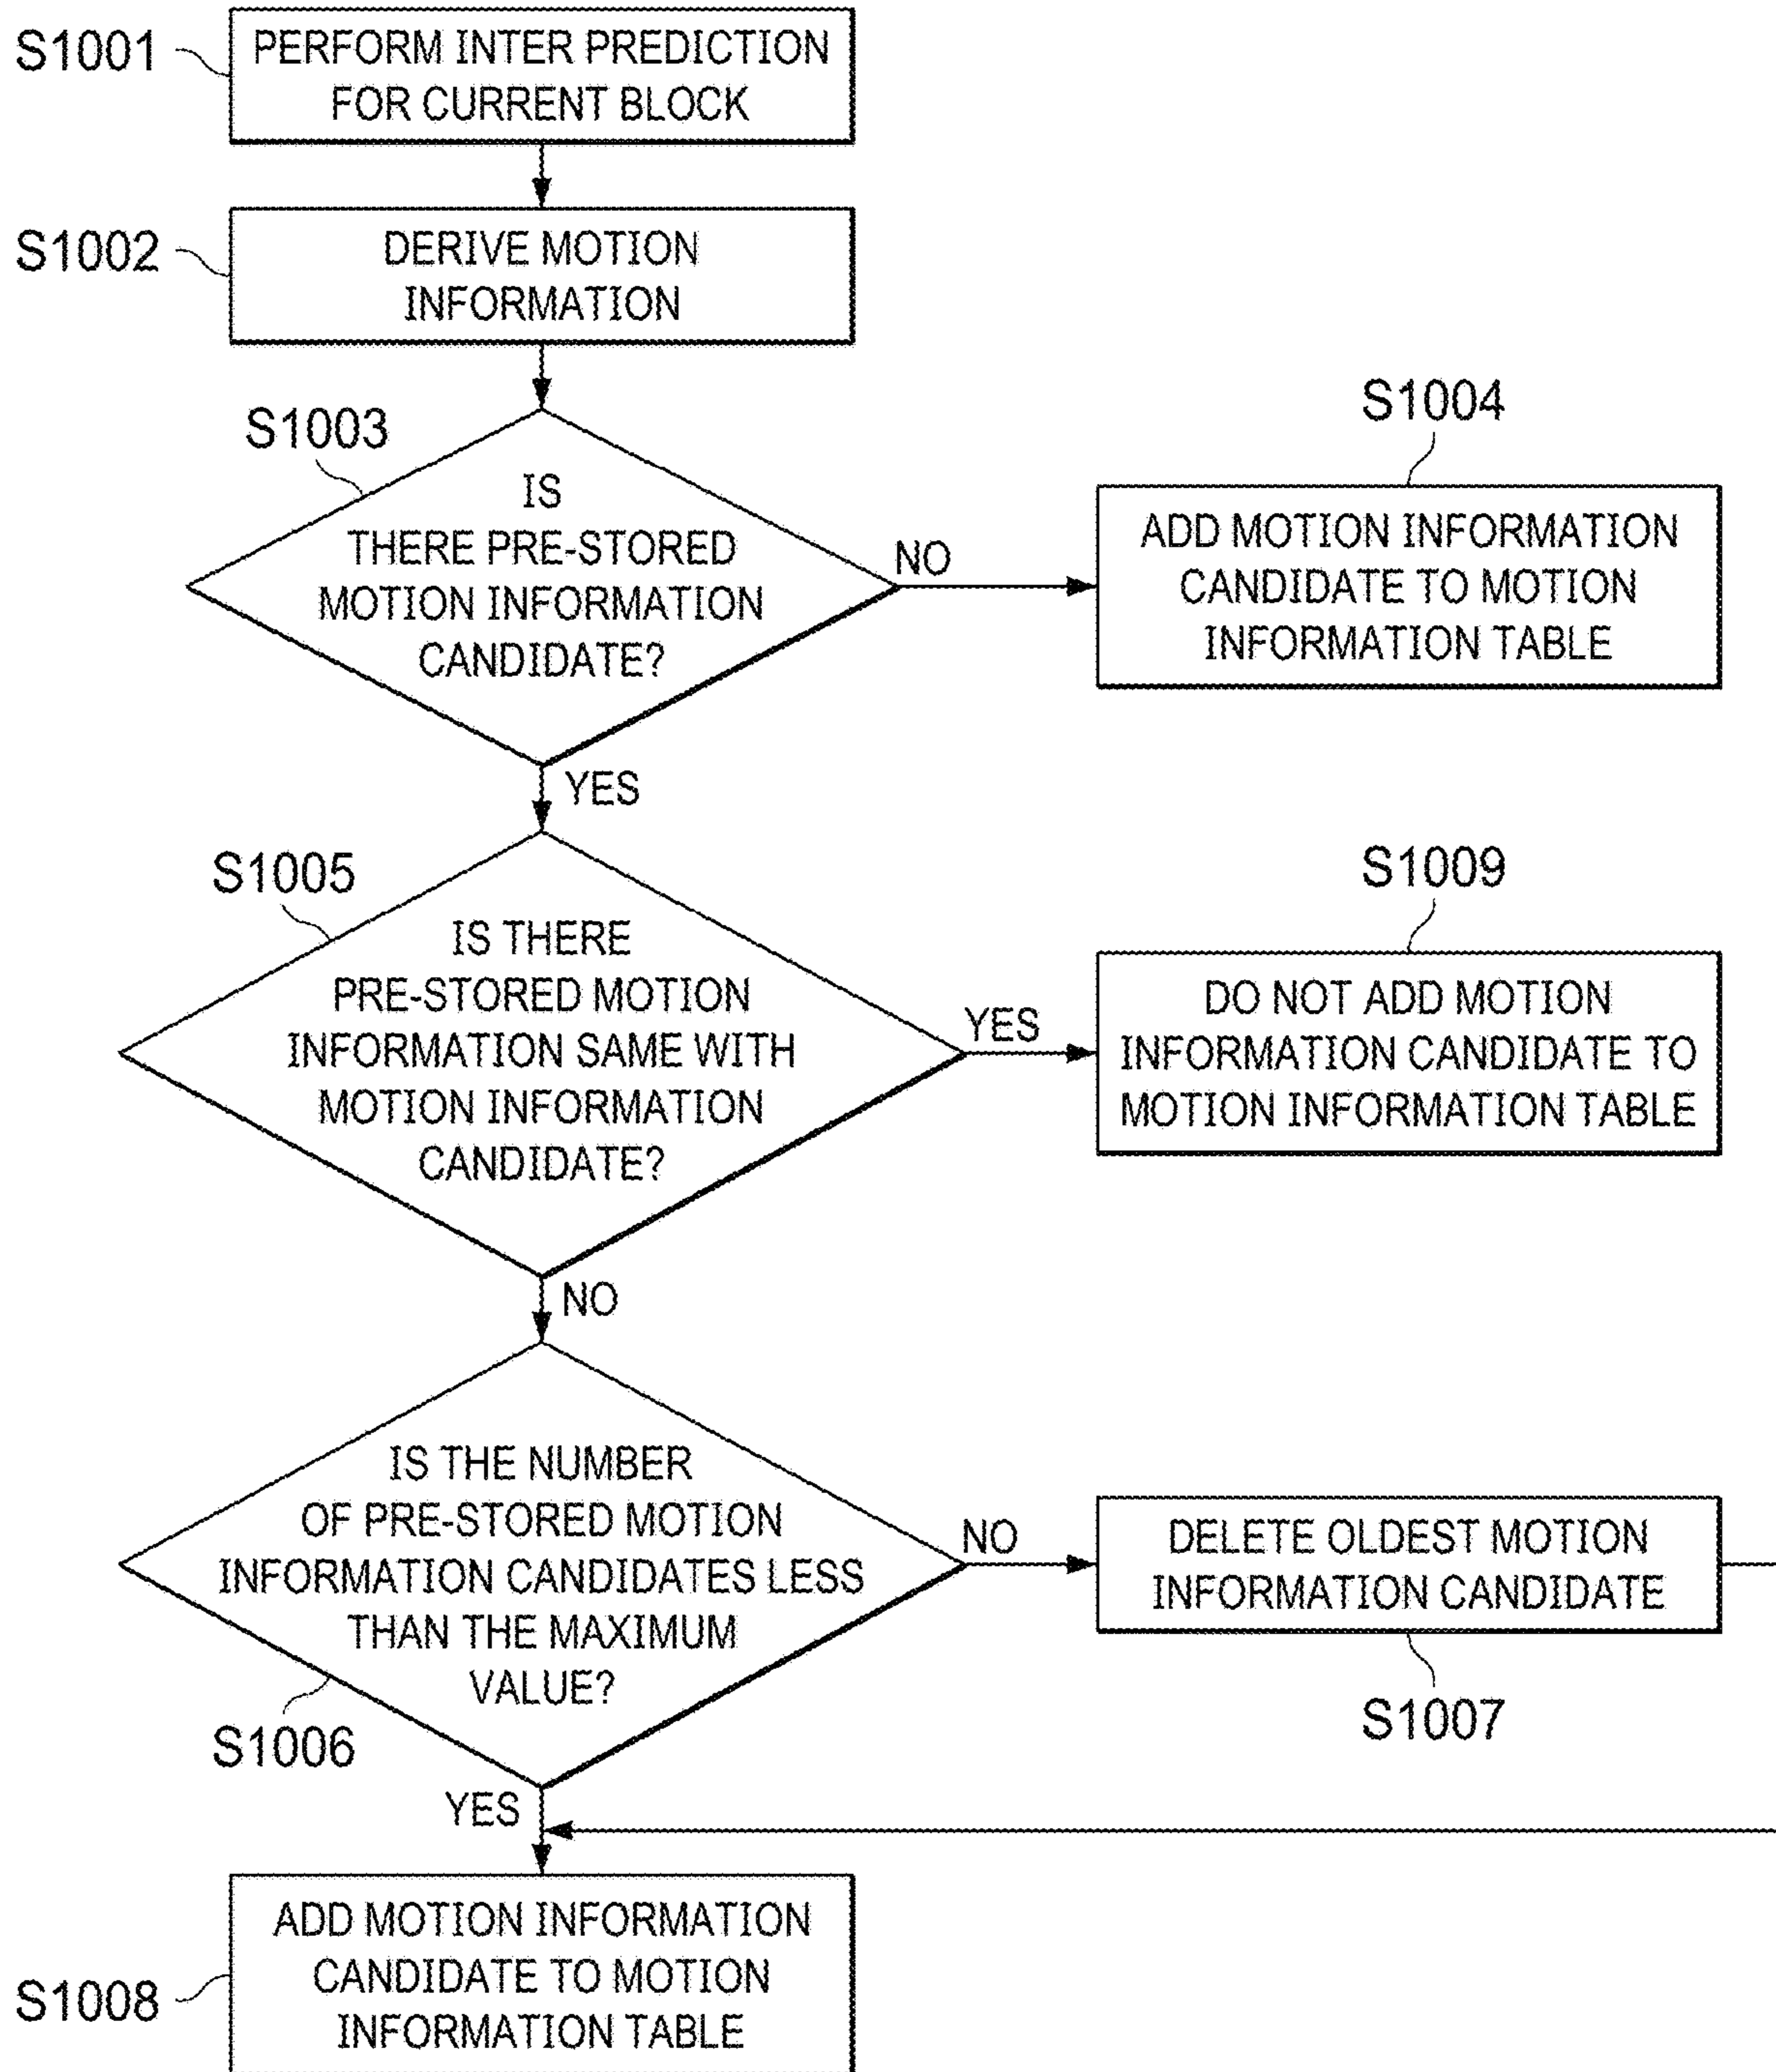 S1001
PERFORM INTER PREDICTION
FOR CURRENT BLOCK
S1002
DERIVE MOTION
INFORMATION
S1003
IS
THERE PRE-STORED
MOTION INFORMATION
CANDIDATE?
NO
S1004
ADD MOTION INFORMATION
CANDIDATE TO MOTION
INFORMATION TABLE
YES
S1005
IS THERE
PRE-STORED MOTION
INFORMATION SAME WITH
MOTION INFORMATION
CANDIDATE?
YES
S1009
DO NOT ADD MOTION
INFORMATION CANDIDATE TO
MOTION INFORMATION TABLE
NO
IS THE NUMBER
OF PRE-STORED MOTION
INFORMATION CANDIDATES LESS
THAN THE MAXIMUM
VALUE?
S1006
NO
DELETE OLDEST MOTION
INFORMATION CANDIDATE
S1007
YES
ADD MOTION INFORMATION
CANDIDATE TO MOTION
INFORMATION TABLE
S1008